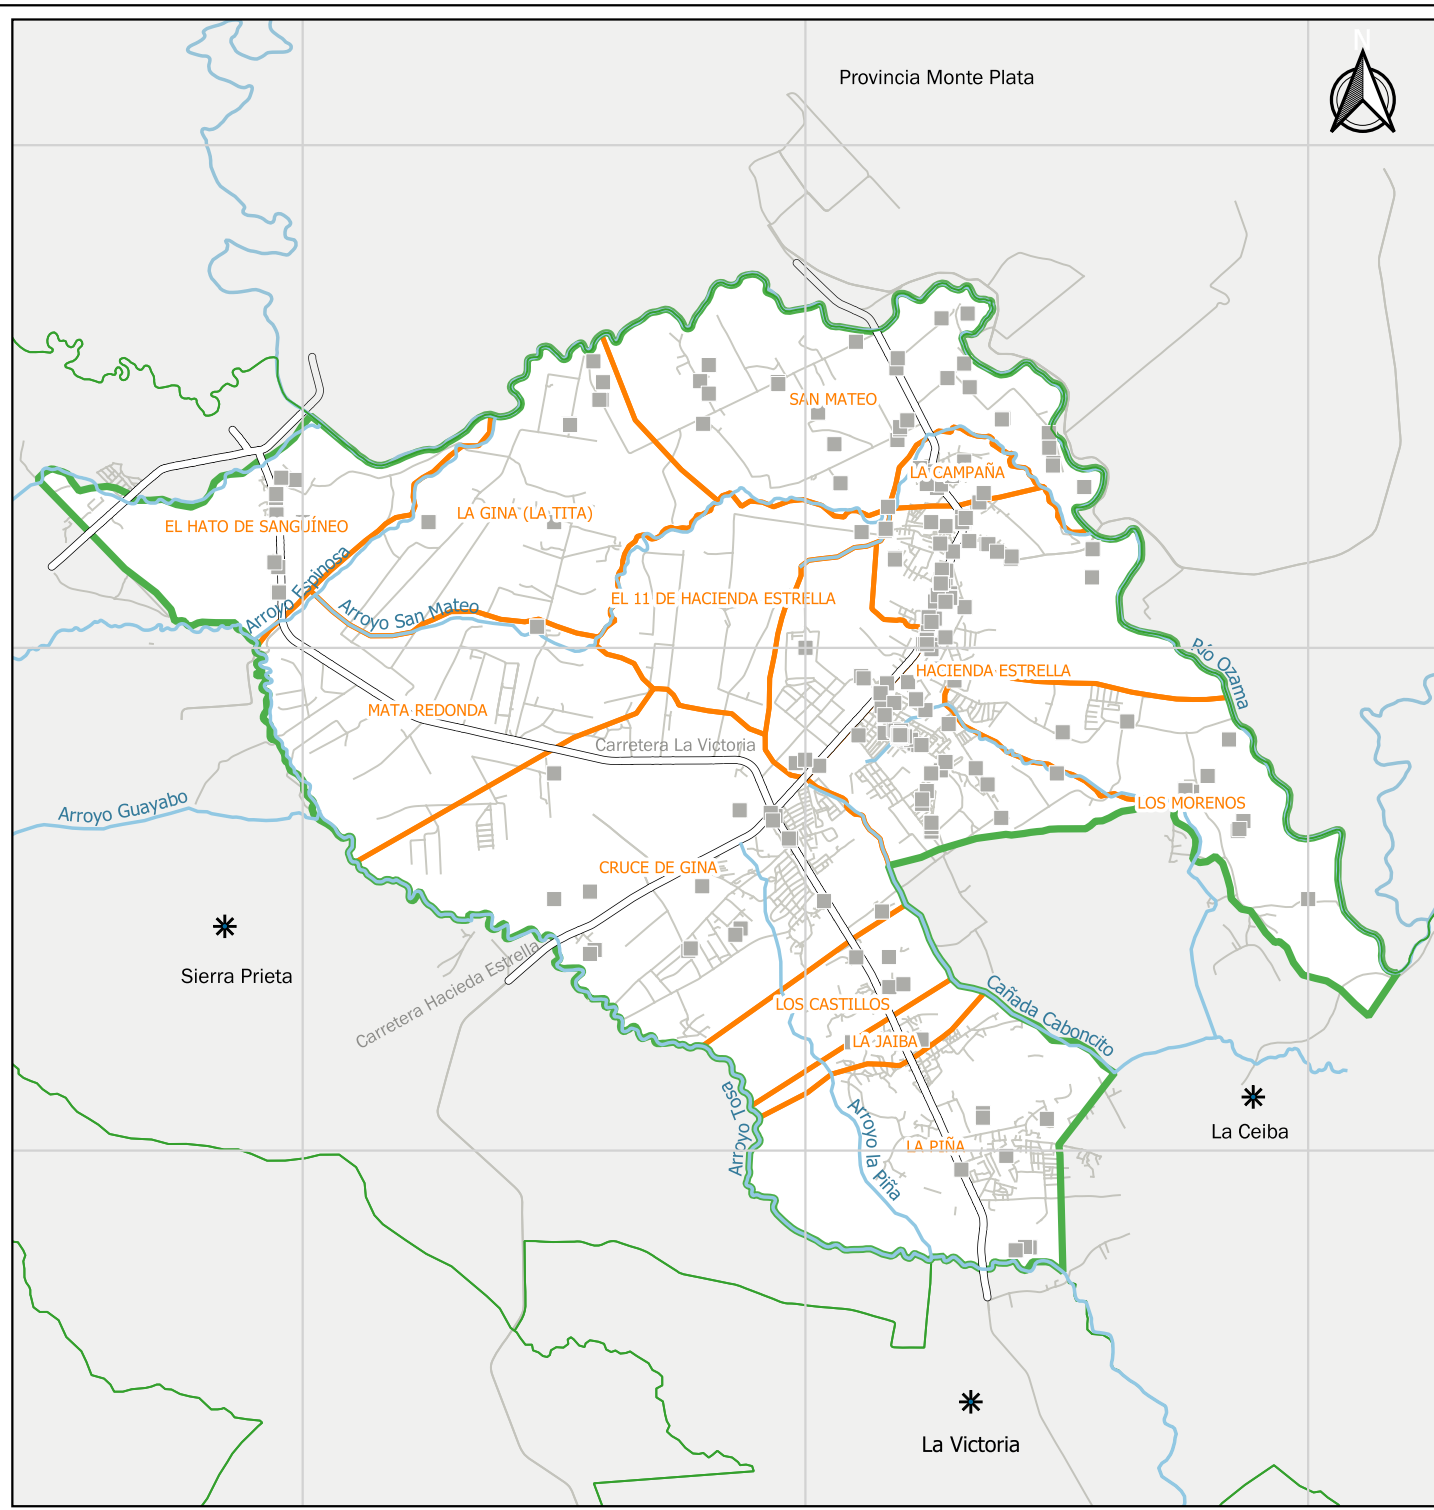 N
Provincia Monte Plata
SAN MATEO
LA CAMPAÑA
LA GINA (LA TITA)
EL HATO DE SANGUÍNEO
Arroyo Espinosa
Arroyo San Mateo
EL 11 DE HACIENDA ESTRELLA
HACIENDA ESTRELLA
Río Ozama
MATA REDONDA
Carretera La Victoria
Arroyo Guayabo
LOS MORENOS
CRUCE DE GINA
Sierra Prieta
Carretera Hacieda Estrella
LOS CASTILLOS
Cañada Caboncito
LA JAIBA
Arroyo Tosa
Arroyo la Piña
LA PIÑA
La Ceiba
La Victoria